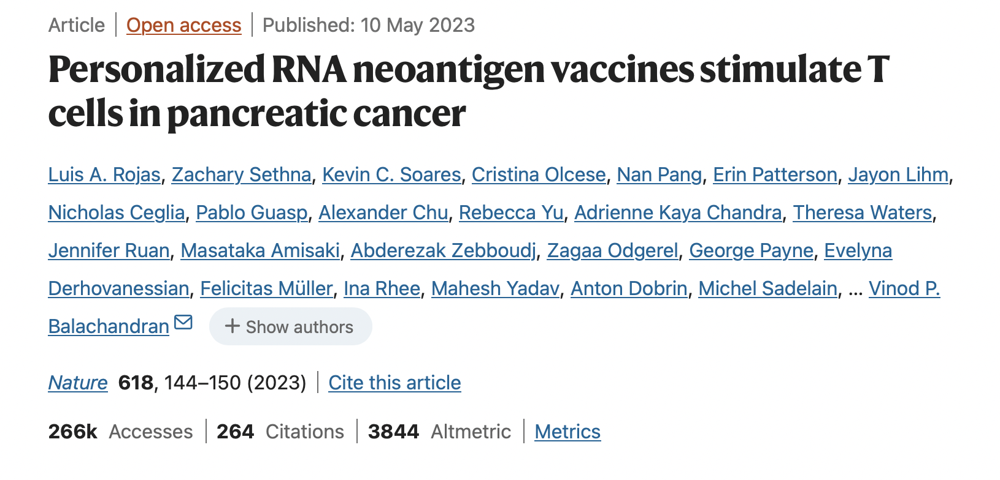 Article | Open access | Published: 10 May 2023
Personalized RNA neoantigen vaccines stimulate T
cells in pancreatic cancer
Luis A. Rojas, Zachary Sethna, Kevin C. Soares, Cristina Olcese, Nan Pang, Erin Patterson, Jayon Lihm,
Nicholas Ceglia, Pablo Guasp, Alexander Chu, Rebecca Yu, Adrienne Kaya Chandra, Theresa Waters,
Jennifer Ruan, Masataka Amisaki, Abderezak Zebboudj, Zagaa Odgerel, George Payne, Evelyna
Derhovanessian, Felicitas Müller, Ina Rhee, Mahesh Yadav, Anton Dobrin, Michel Sadelain, … Vinod P.
Balachandran + Show authors
Nature 618, 144–150 (2023) | Cite this article
266k Accesses | 264 Citations | 3844 Altmetric | Metrics